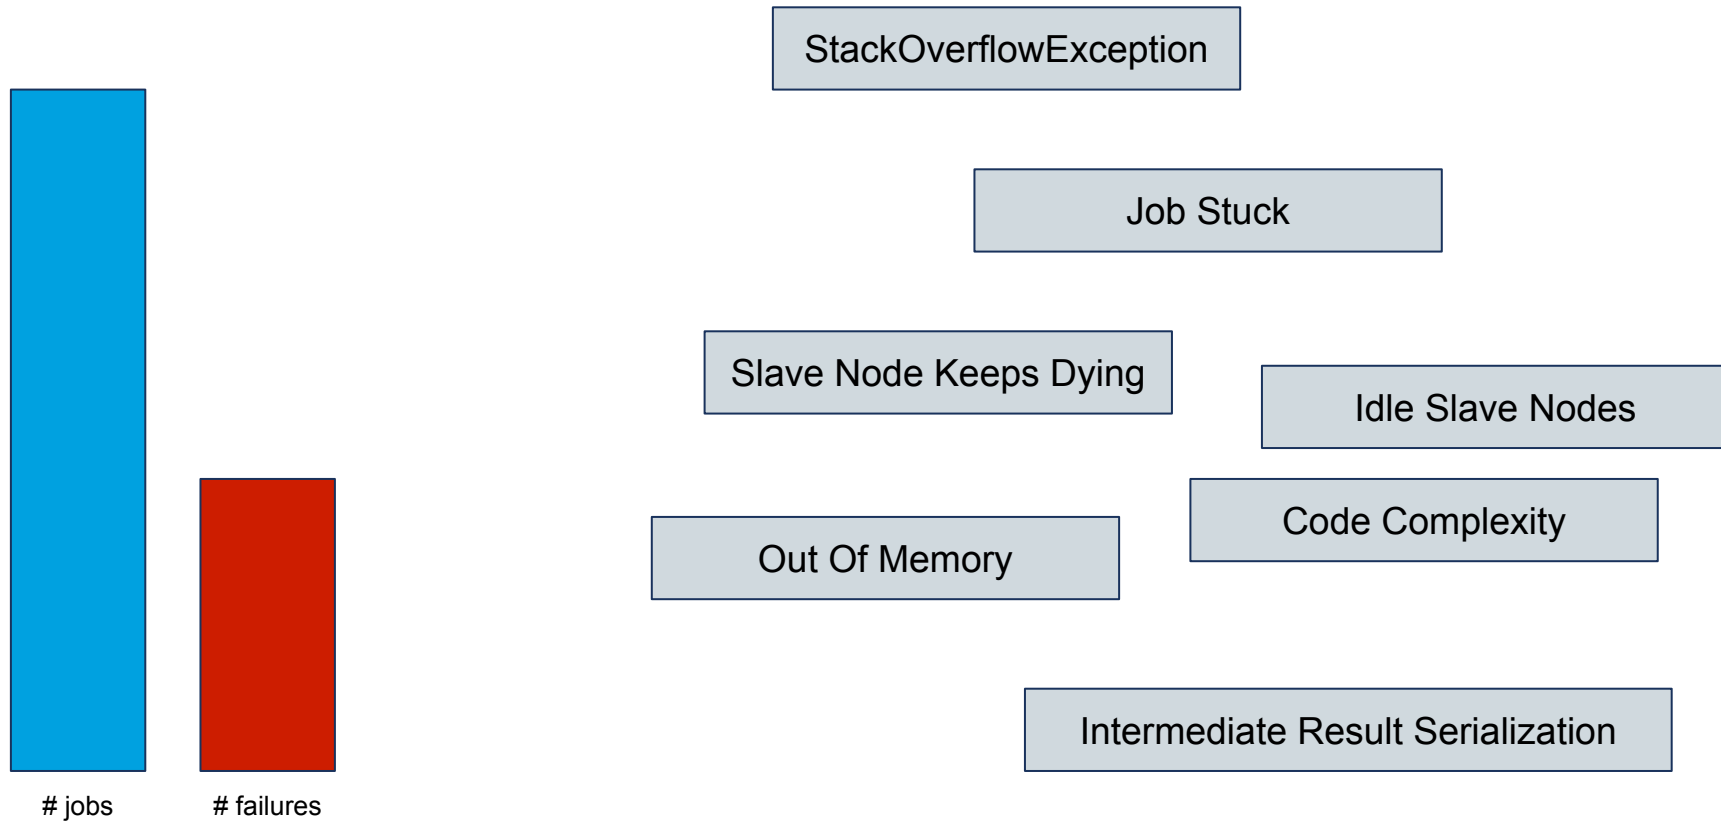 StackOverflowException
Job Stuck
Slave Node Keeps Dying
Idle Slave Nodes
Code Complexity
Out Of Memory
Intermediate Result Serialization
# jobs
# failures